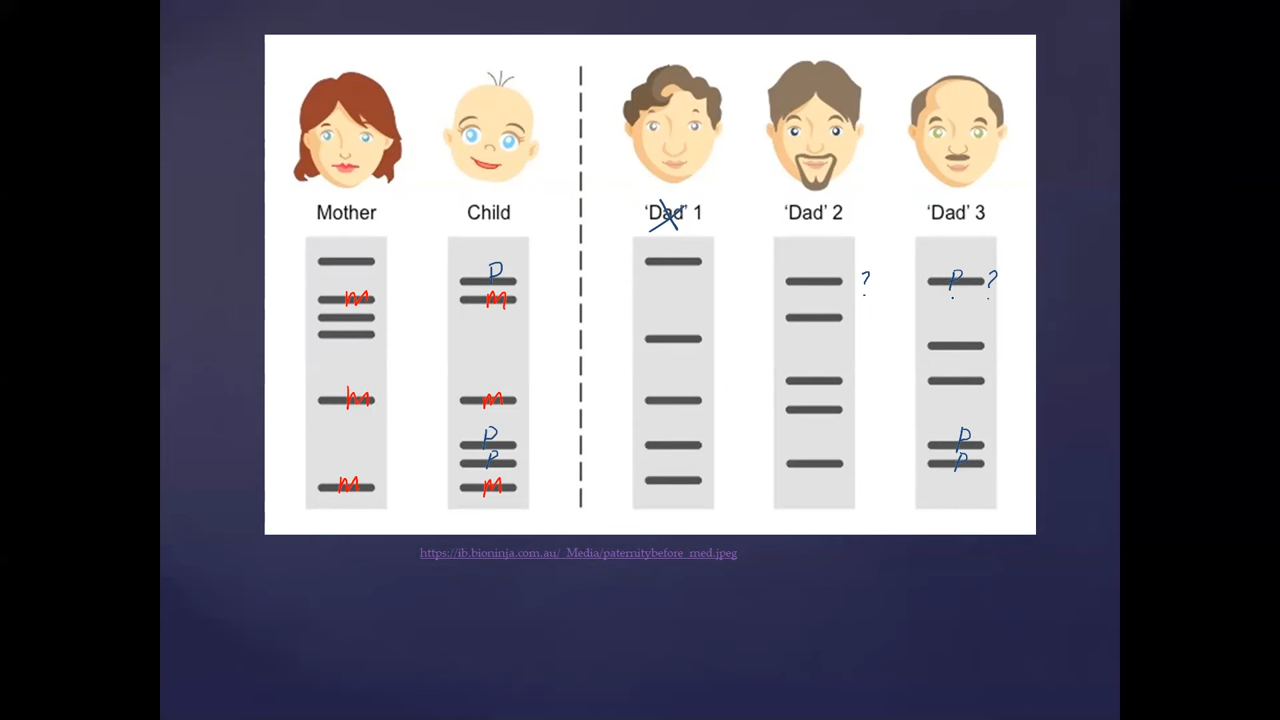 Mother Child 'Dad' 1 'Dad' 2 'Dad' 3
P
P ?
?
m
m
m
m
P
P
P
P
m
m
https://ib.bioninja.com.au/_Media/paternitybefore_med.jpeg